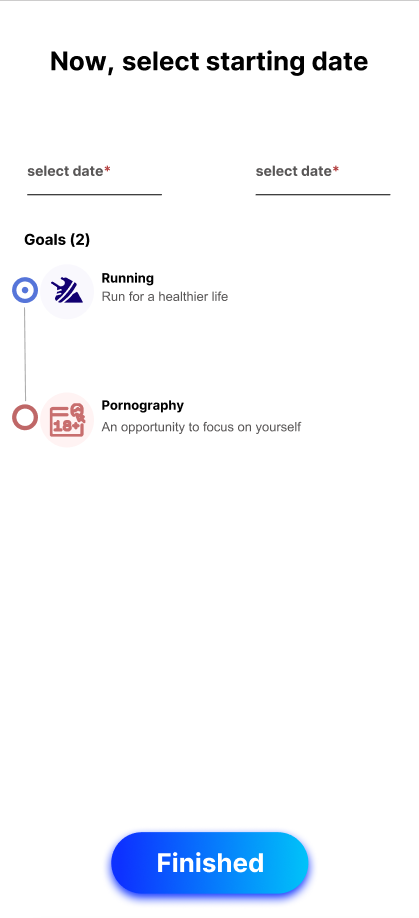 Now, select starting date
select date*
select date*
Goals (2)
Running
Run for a healthier life
Pornography
18+
An opportunity to focus on yourself
Finished